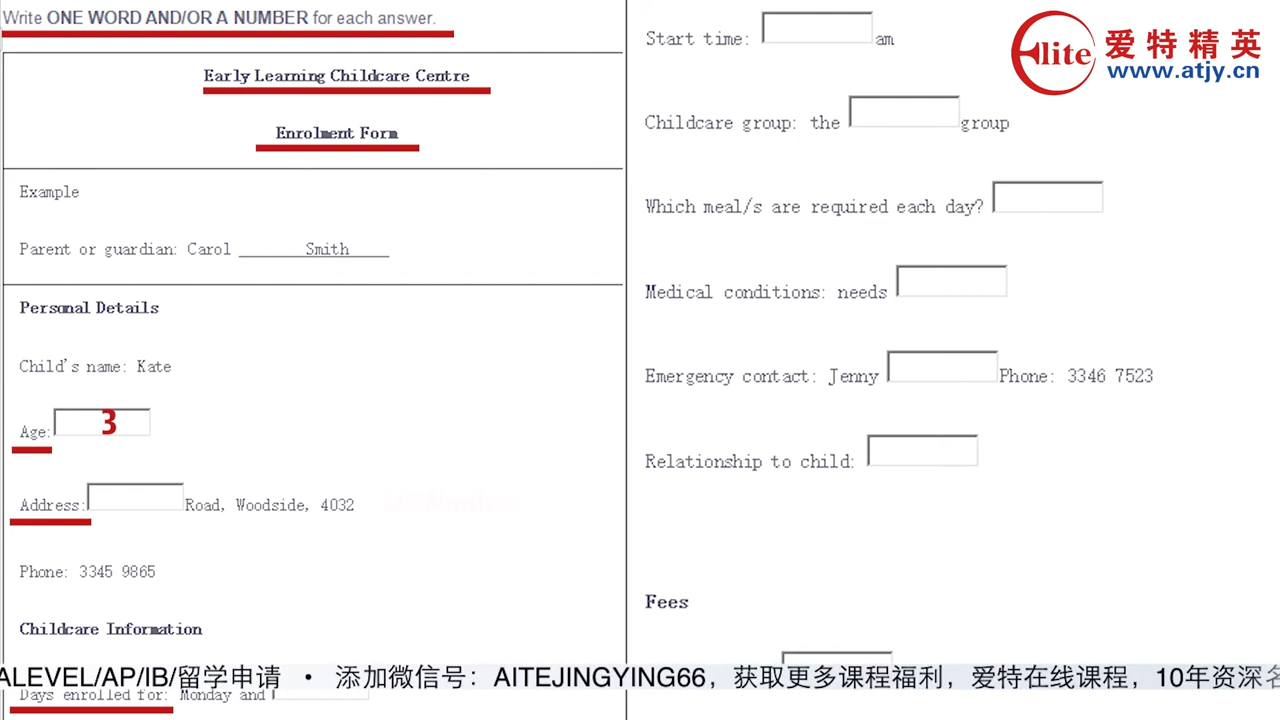 Write ONE WORD AND/OR A NUMBER for each answer.
Early Learning Childcare Centre
Enrolment Form
Example
Parent or guardian: Carol Smith
Personal Details
Child's name: Kate
Age: 3
Address: Road, Woodside, 4032
Phone: 3345 9865
Childcare Information
Days enrolled for: Monday and
Start time: am
Childcare group: the group
Which meal/s are required each day?
Medical conditions: needs
Emergency contact: Jenny Phone: 3346 7523
Relationship to child:
Fees
Elite 爱特精英
www.atjy.cn
ALEVEL/AP/IB/留学申请 • 添加微信号：AITEJINGYING66，获取更多课程福利，爱特在线课程，10年资深名